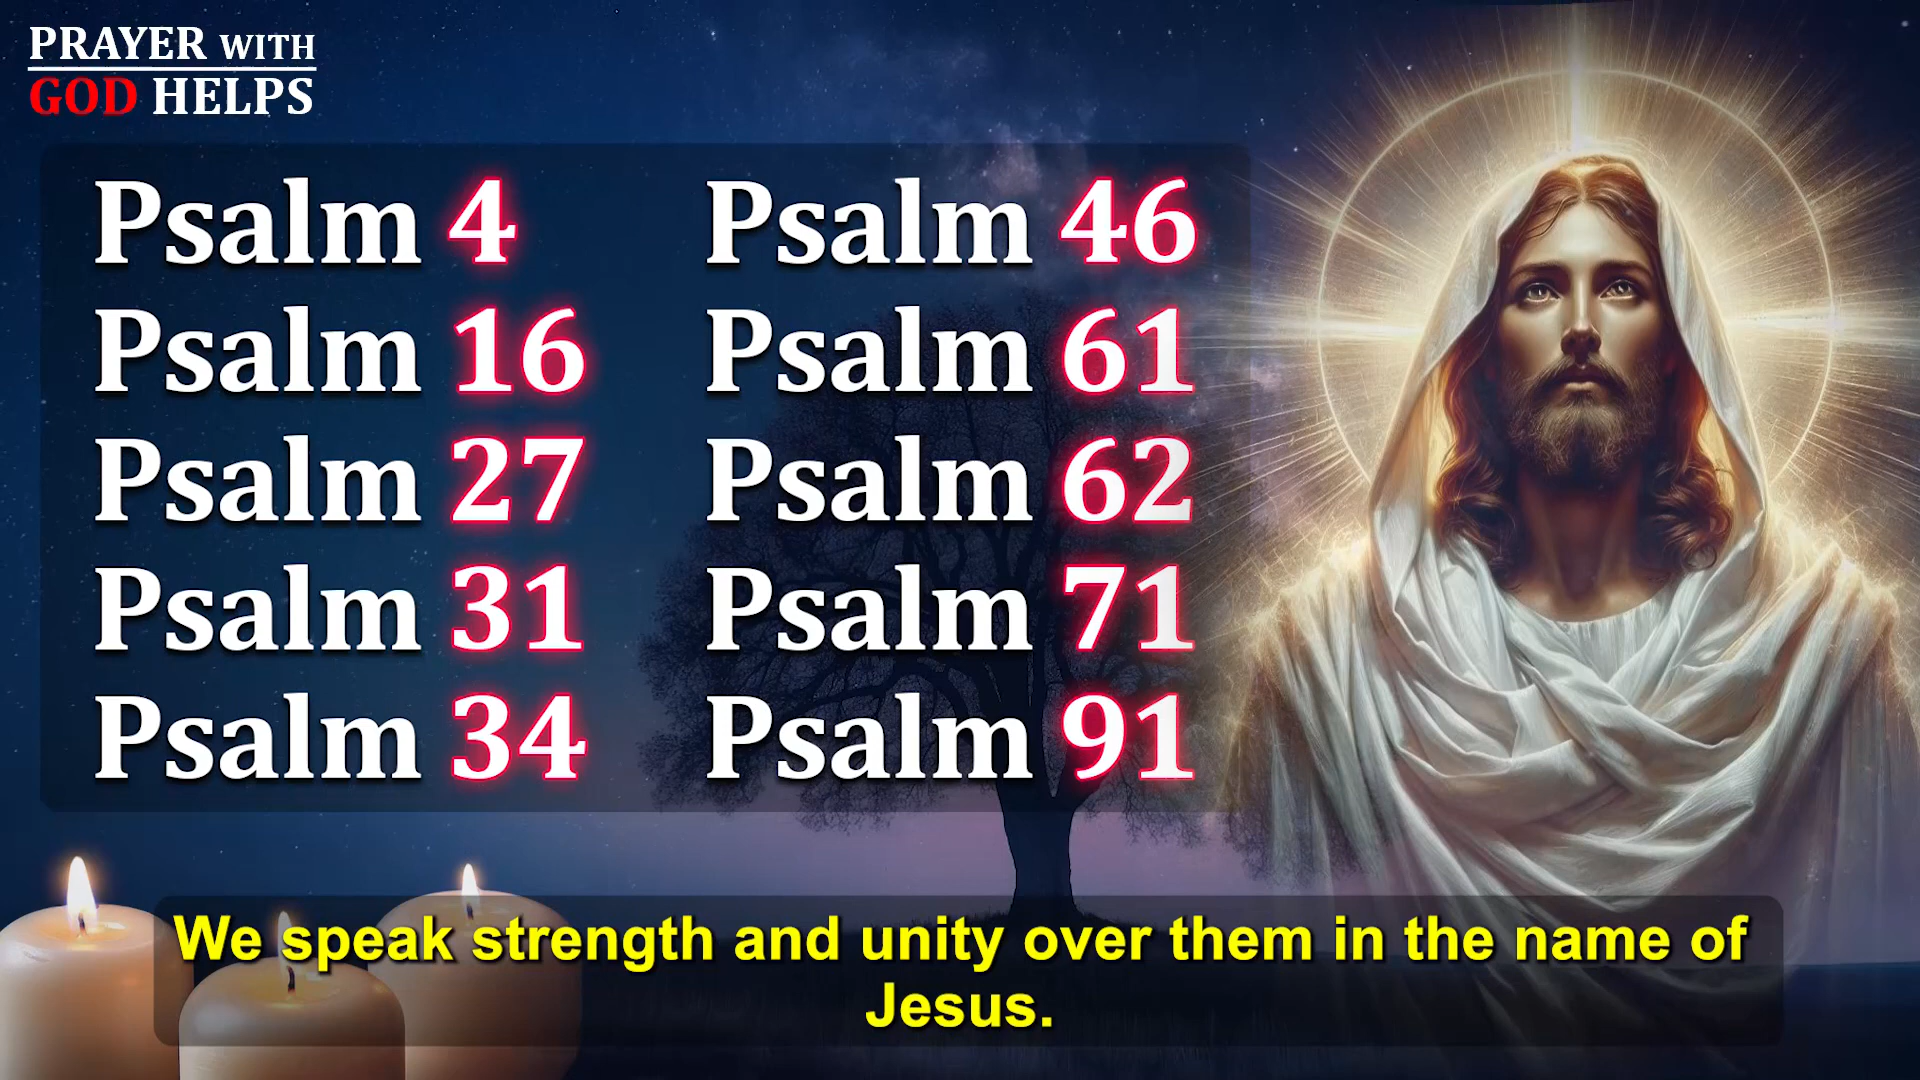 PRAYER WITH
GOD HELPS
Psalm 4
Psalm 16
Psalm 27
Psalm 31
Psalm 34
Psalm 46
Psalm 61
Psalm 62
Psalm 71
Psalm 91
We speak strength and unity over them in the name of
Jesus.